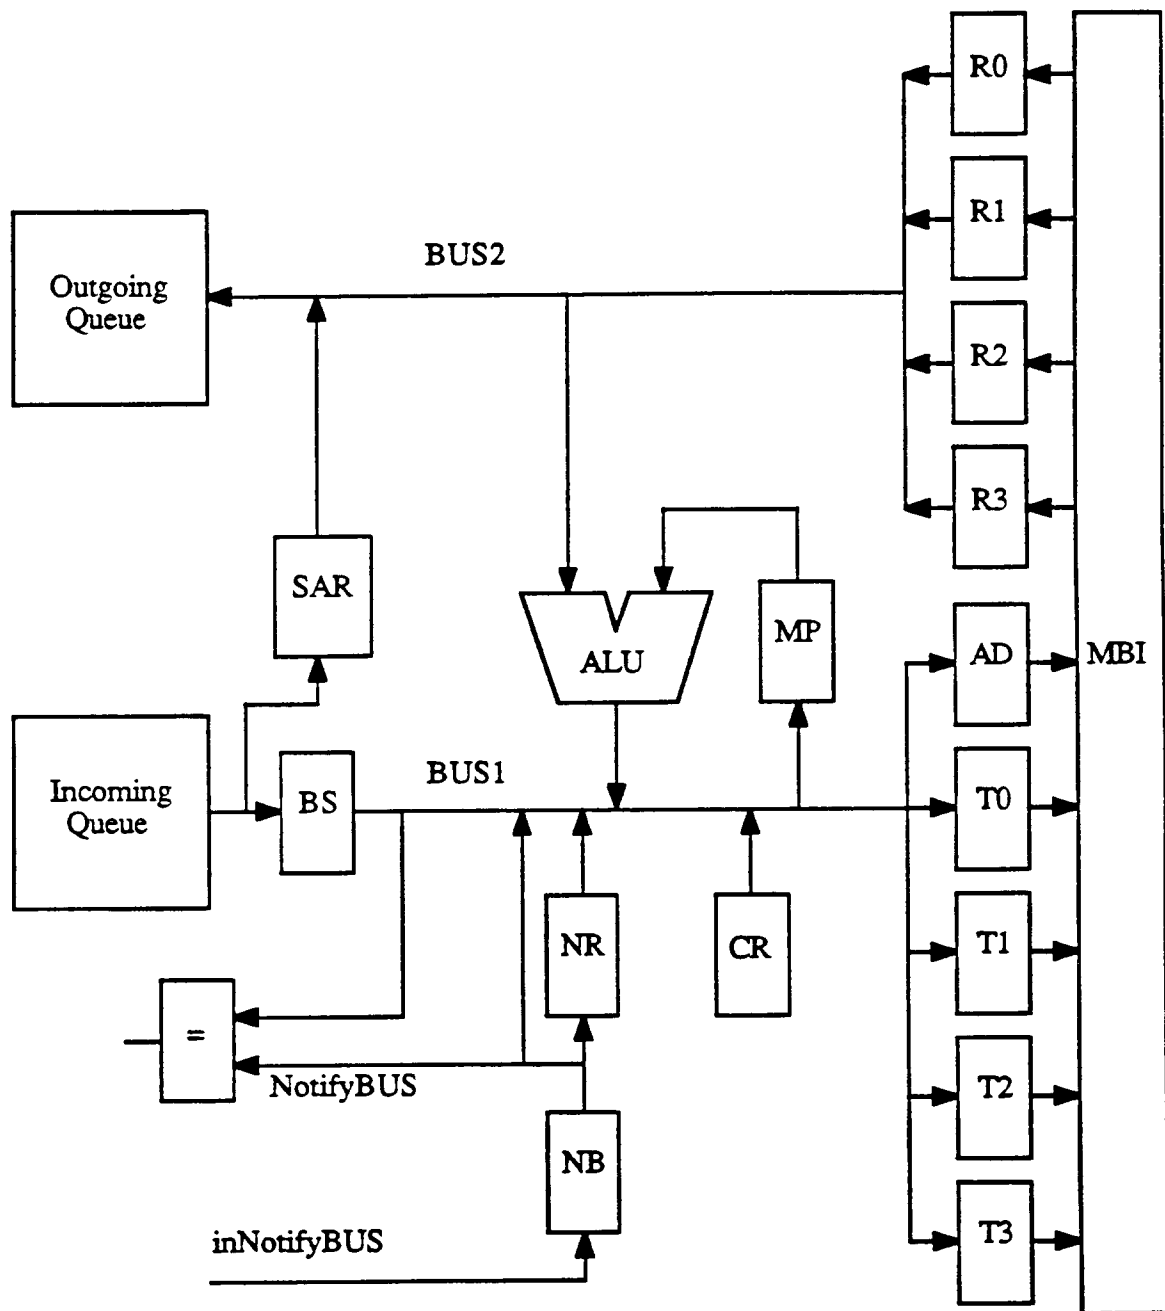 R0
R1
BUS2
Outgoing
Queue
R2
R3
SAR
MP
ALU
AD
MBI
BUS1
Incoming
Queue
BS
T0
NR
CR
T1
=
NotifyBUS
T2
NB
inNotifyBUS
T3